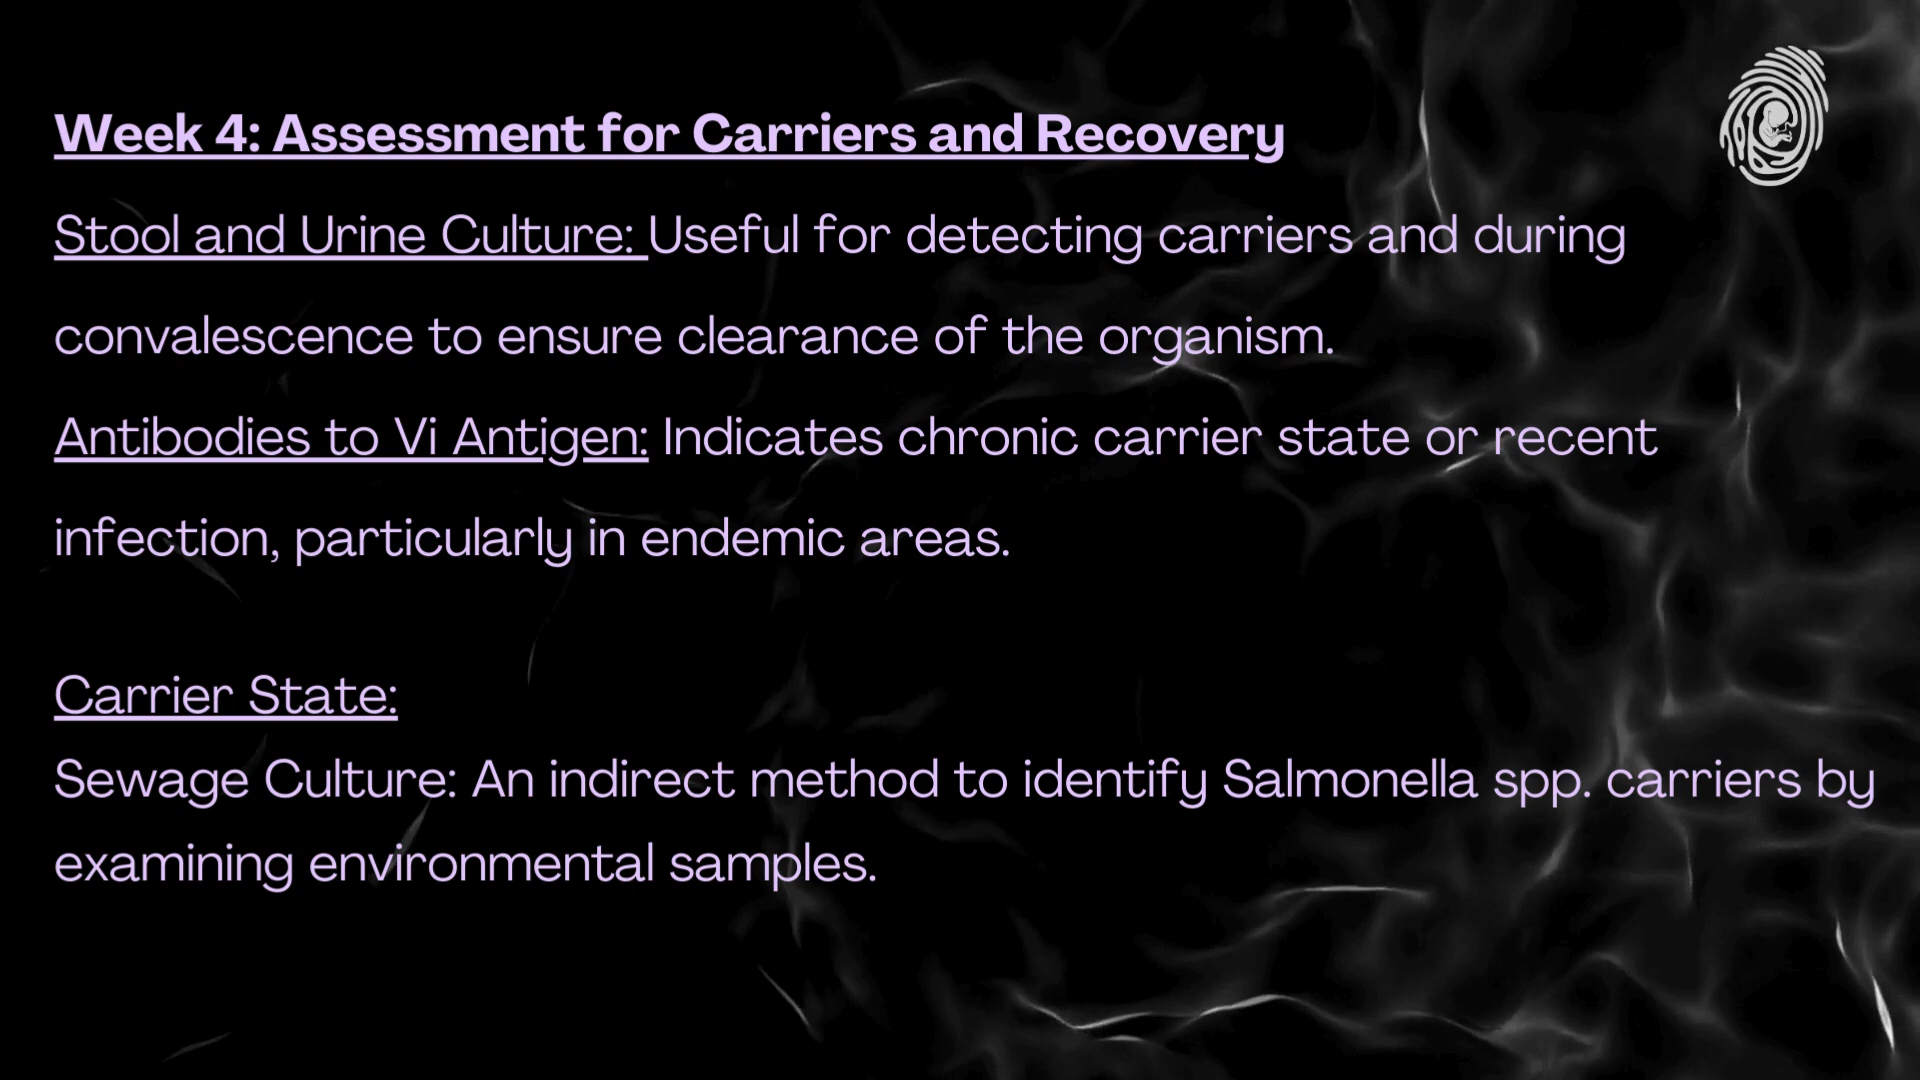 Week 4: Assessment for Carriers and Recovery
Stool and Urine Culture: Useful for detecting carriers and during
convalescence to ensure clearance of the organism.
Antibodies to Vi Antigen: Indicates chronic carrier state or recent
infection, particularly in endemic areas.
Carrier State:
Sewage Culture: An indirect method to identify Salmonella spp. carriers by
examining environmental samples.